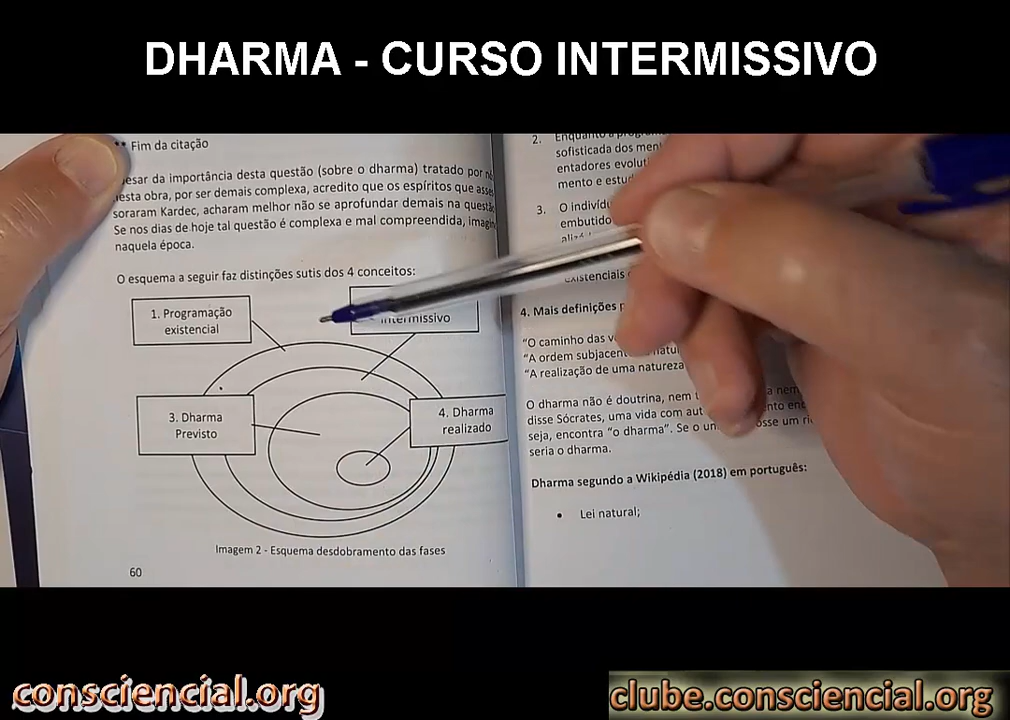 DHARMA - CURSO INTERMISSIVO
Fim da citação
esar da importância desta questão (sobre o dharma) tratado por
esta obra, por ser demais complexa, acredito que os espíritos que
soraram Kardec, acharam melhor não se aprofundar demais na
Se nos dias de hoje tal questão é complexa e mal compreendida,
naquela época.
O esquema a seguir faz distinções sutis dos 4 conceitos:
1. Programação
existencial
intermissivo
3. Dharma
Previsto
4. Dharma
realizado
Imagem 2 - Esquema desdobramento das fases
60
2. Enquanto a
sofisticada dos
entadores
mento e
3. O
embutido
existenciais
4. Mais definições
"O caminho das
"A ordem
"A realização de uma natureza
O dharma não é doutrina, nem
disse Sócrates, uma vida com
seja, encontra "o dharma". Se o
seria o dharma.
Dharma segundo a Wikipédia (2018) em português:
• Lei natural;
consciencial.org
clube.consciencial.org